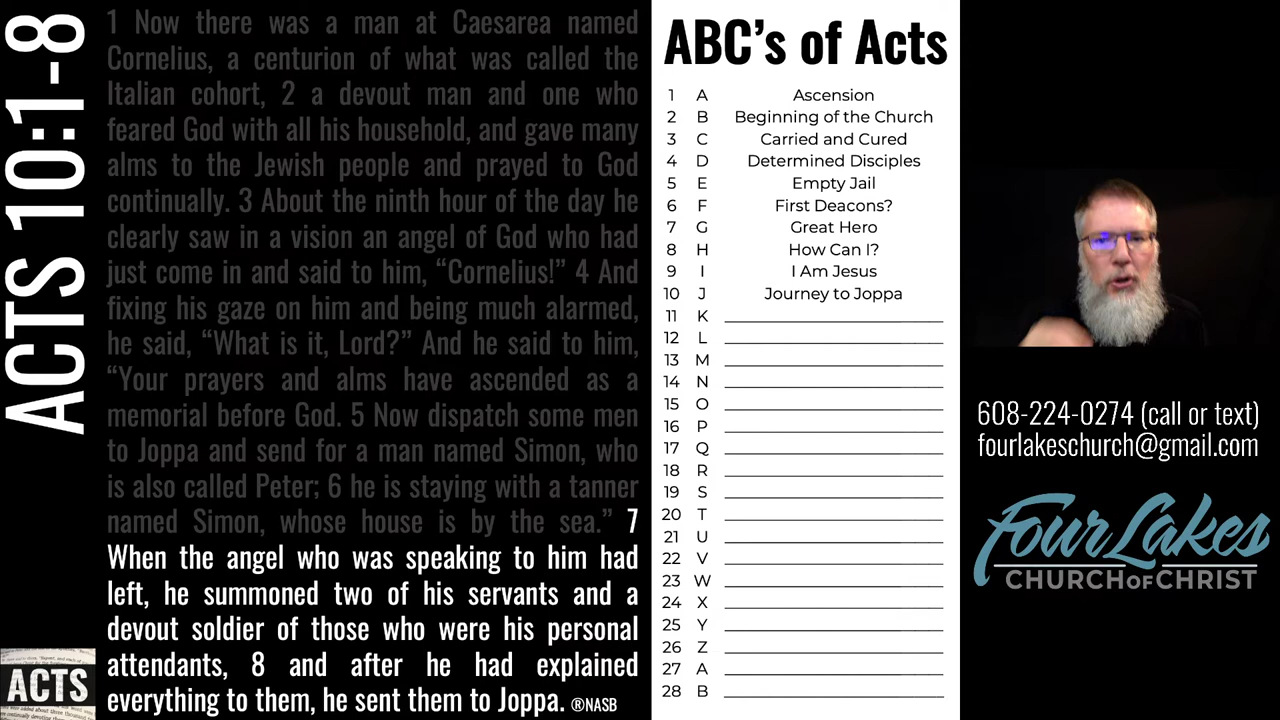 ACTS 10:1-8
1 Now there was a man at Caesarea named
Cornelius, a centurion of what was called the
Italian cohort, 2 a devout man and one who
feared God with all his household, and gave many
alms to the Jewish people and prayed to God
continually. 3 About the ninth hour of the day he
clearly saw in a vision an angel of God who had
just come in and said to him, “Cornelius!” 4 And
fixing his gaze on him and being much alarmed,
he said, “What is it, Lord?” And he said to him,
“Your prayers and alms have ascended as a
memorial before God. 5 Now dispatch some men
to Joppa and send for a man named Simon, who
is also called Peter; 6 he is staying with a tanner
named Simon, whose house is by the sea.” 7
When the angel who was speaking to him had
left, he summoned two of his servants and a
devout soldier of those who were his personal
attendants, 8 and after he had explained
everything to them, he sent them to Joppa. ®NASB
ACTS
ABC’s of Acts
1 A Ascension
2 B Beginning of the Church
3 C Carried and Cured
4 D Determined Disciples
5 E Empty Jail
6 F First Deacons?
7 G Great Hero
8 H How Can I?
9 I I Am Jesus
10 J Journey to Joppa
11 K
12 L
13 M
14 N
15 O
16 P
17 Q
18 R
19 S
20 T
21 U
22 V
23 W
24 X
25 Y
26 Z
27 A
28 B
608-224-0274 (call or text)
fourlakeschurch@gmail.com
Four Lakes
CHURCH OF CHRIST